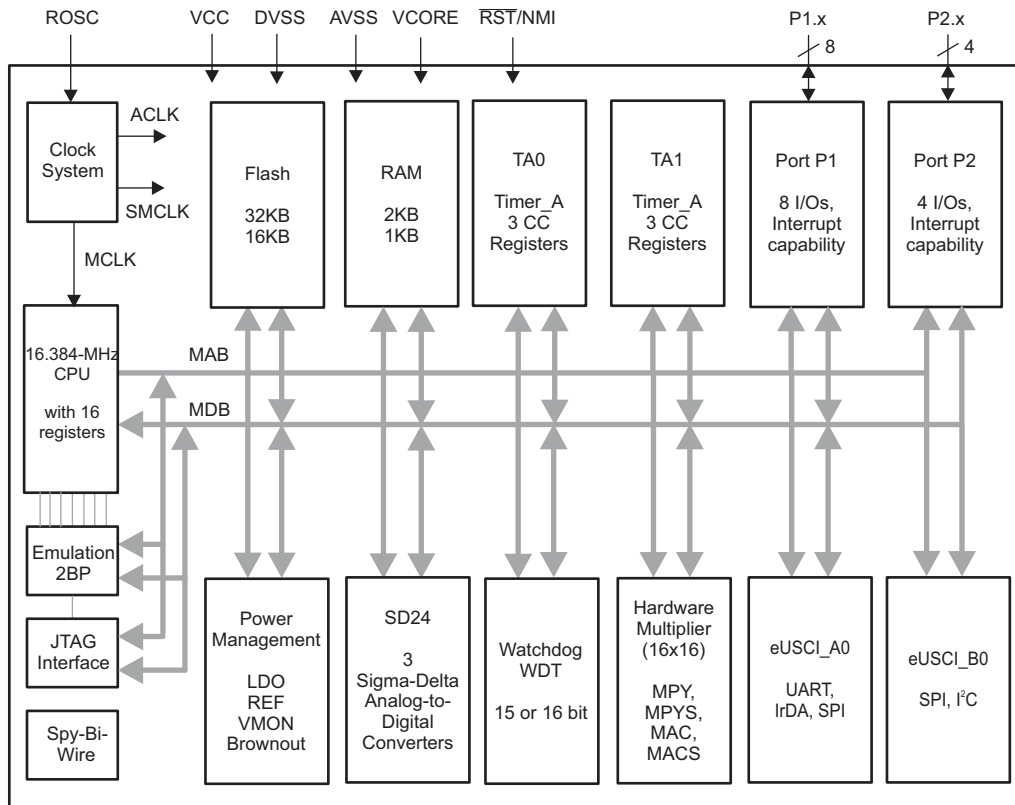 ROSC
VCC
DVSS
AVSS
VCORE
RST/NMI
P1.x
P2.x
8
4
Clock
System
ACLK
SMCLK
MCLK
Flash
32KB
16KB
RAM
2KB
1KB
TA0
Timer_A
3 CC
Registers
TA1
Timer_A
3 CC
Registers
Port P1
8 I/Os,
Interrupt
capability
Port P2
4 I/Os,
Interrupt
capability
16.384-MHz
CPU
with 16
registers
MAB
MDB
Emulation
2BP
JTAG
Interface
Spy-Bi-
Wire
Power
Management
LDO
REF
VMON
Brownout
SD24
3
Sigma-Delta
Analog-to-
Digital
Converters
Watchdog
WDT
15 or 16 bit
Hardware
Multiplier
(16x16)
MPY,
MPYS,
MAC,
MACS
eUSCI_A0
UART,
IrDA, SPI
eUSCI_B0
SPI, I²C